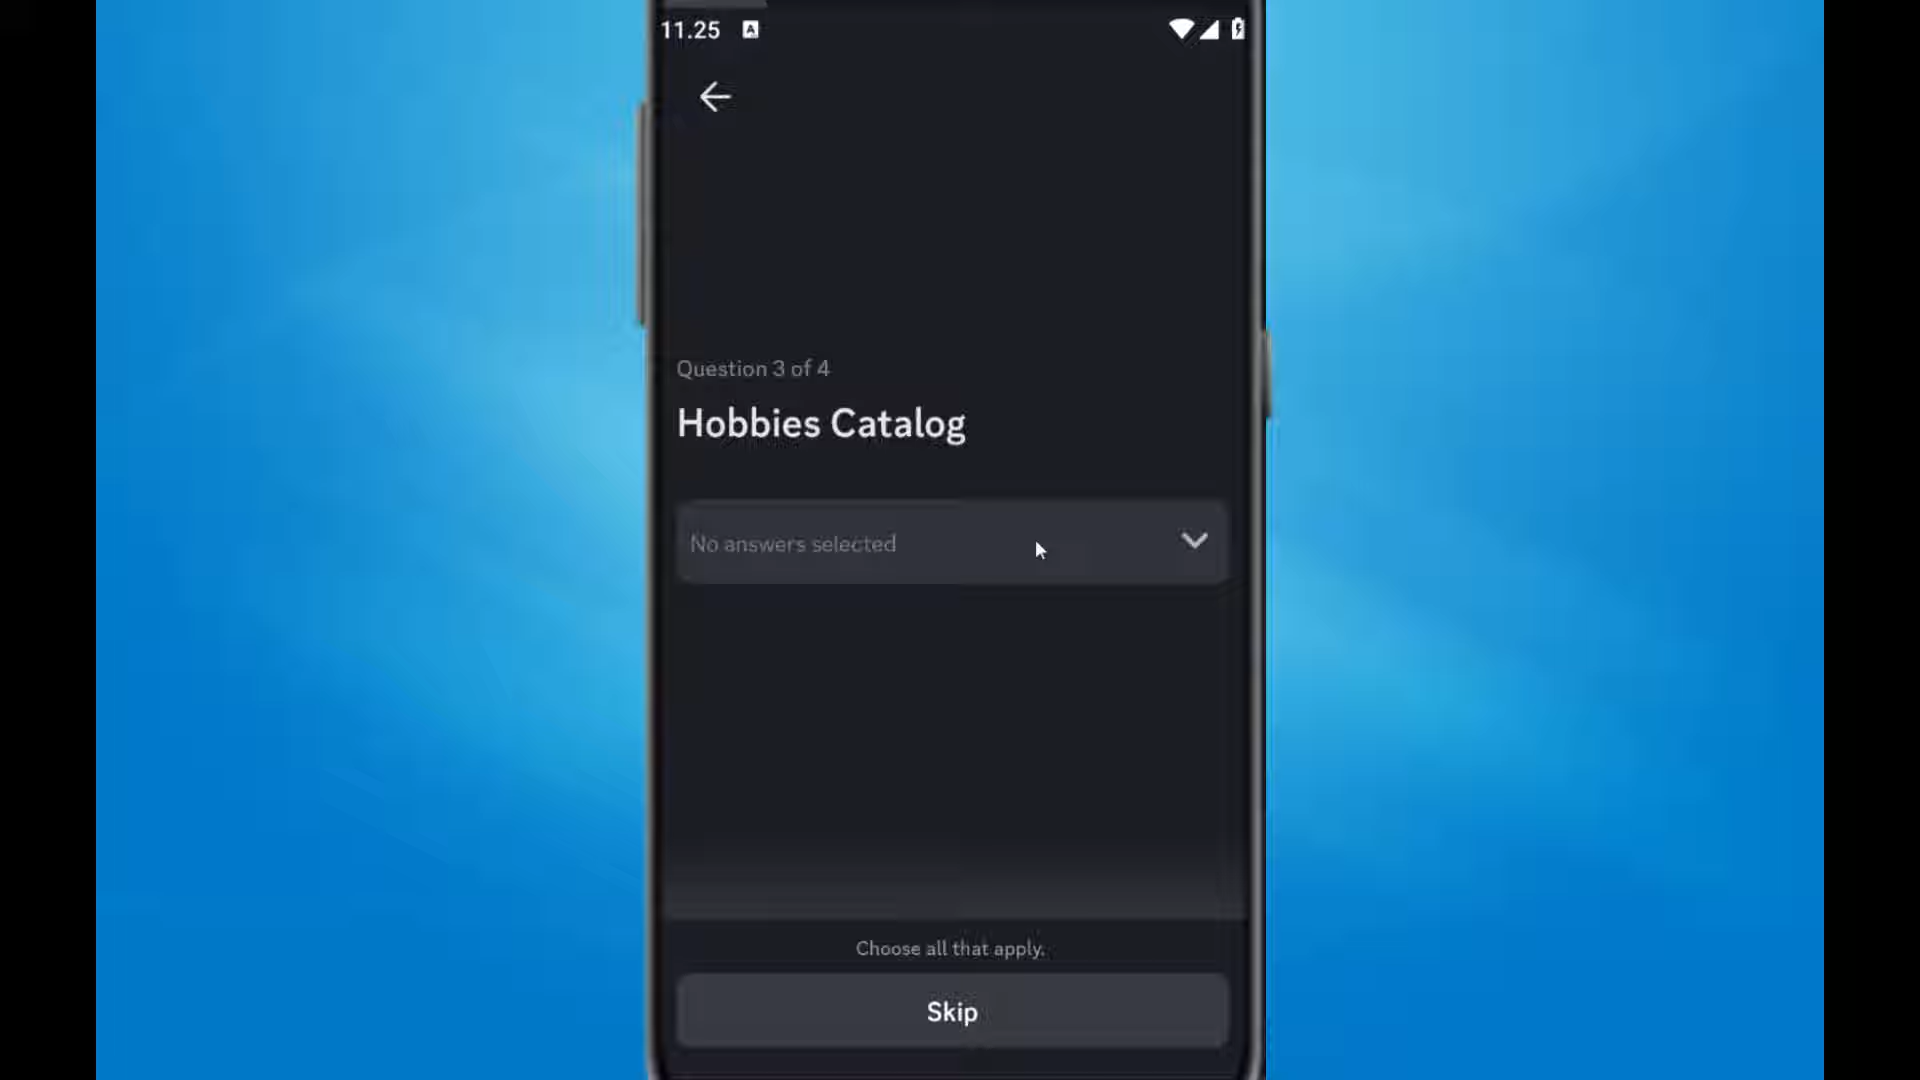 11.25
Question 3 of 4
Hobbies Catalog
No answers selected
Choose all that apply.
Skip